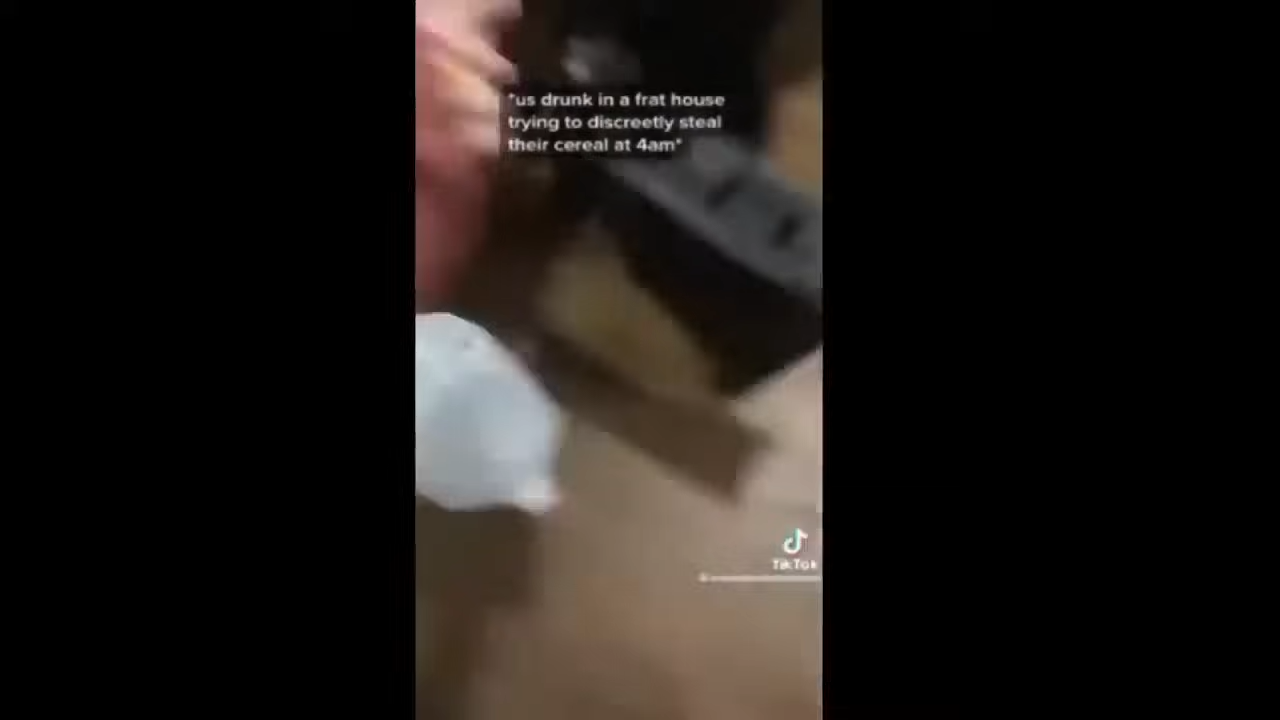 *us drunk in a frat house
trying to discreetly steal
their cereal at 4am*
TikTok